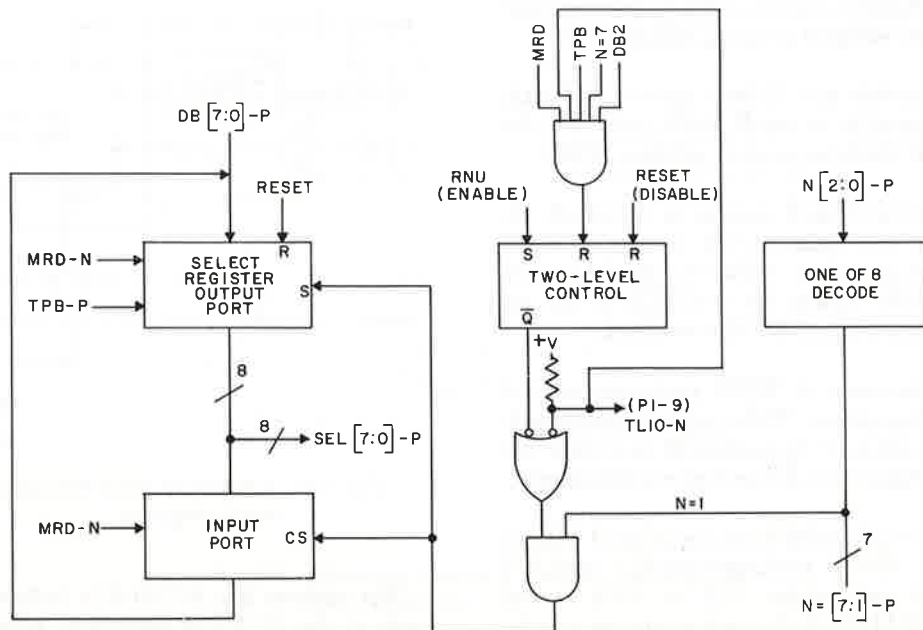 DB [7:0]-P
RESET
MRD-N
TPB-P
R
SELECT
REGISTER
OUTPUT
PORT
S
8
8
SEL [7:0]-P
MRD-N
INPUT
PORT
CS
MRD
TPB
N=7
DB2
RNU
(ENABLE)
RESET
(DISABLE)
S
R
R
TWO-LEVEL
CONTROL
Q̅
+V
(P1-9)
TLIO-N
N=1
N [2:0]-P
ONE OF 8
DECODE
7
N= [7:1]-P